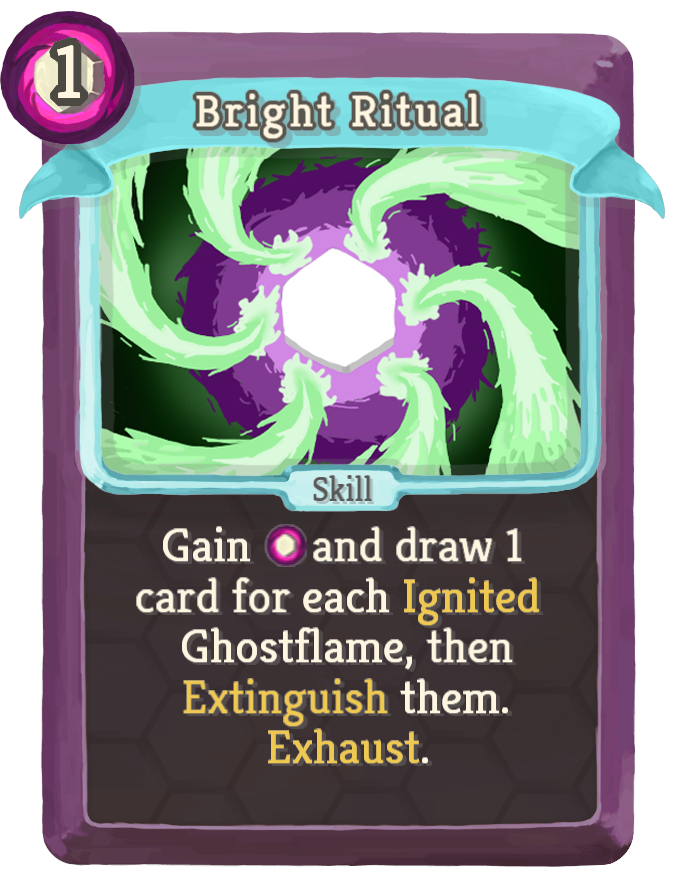 1
Bright Ritual
Skill
Gain and draw 1
card for each Ignited
Ghostflame, then
Extinguish them.
Exhaust.